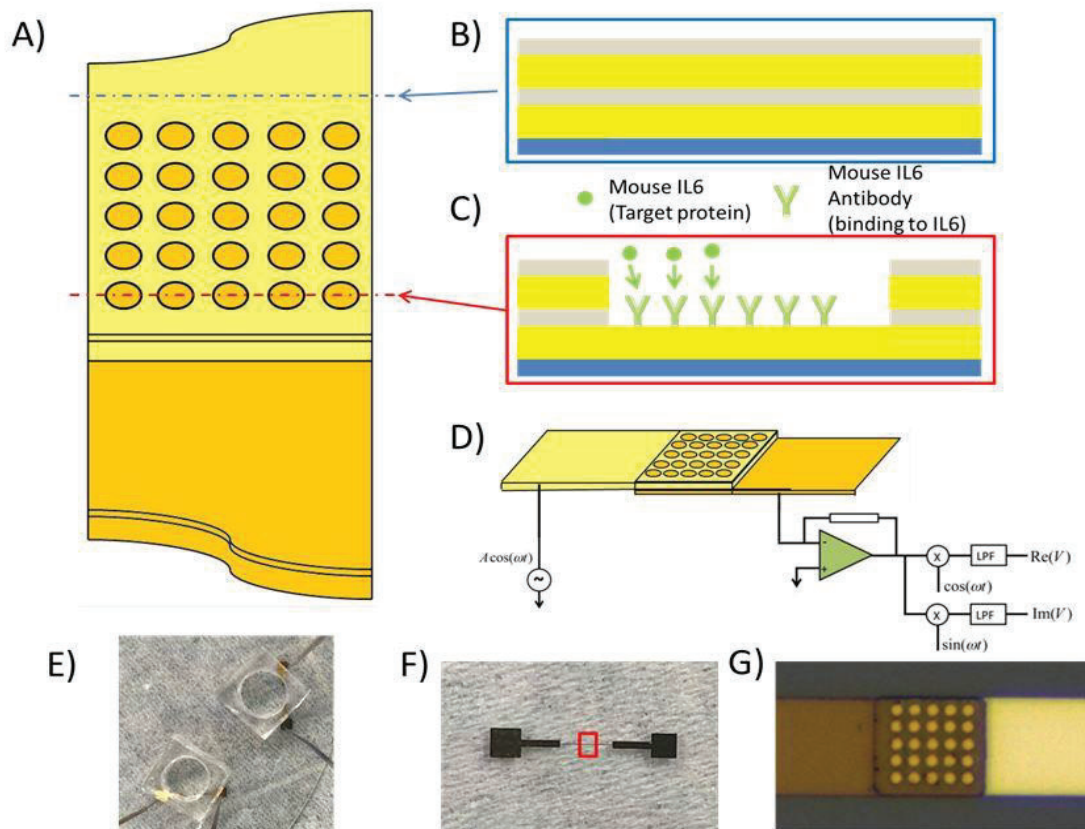 A)
B)
Mouse IL6
(Target protein)
Mouse IL6
Antibody
(binding to IL6)
C)
D)
Acos(ωt)
~
-
+
X
LPF
Re(V)
cos(ωt)
X
LPF
Im(V)
sin(ωt)
E)
F)
G)